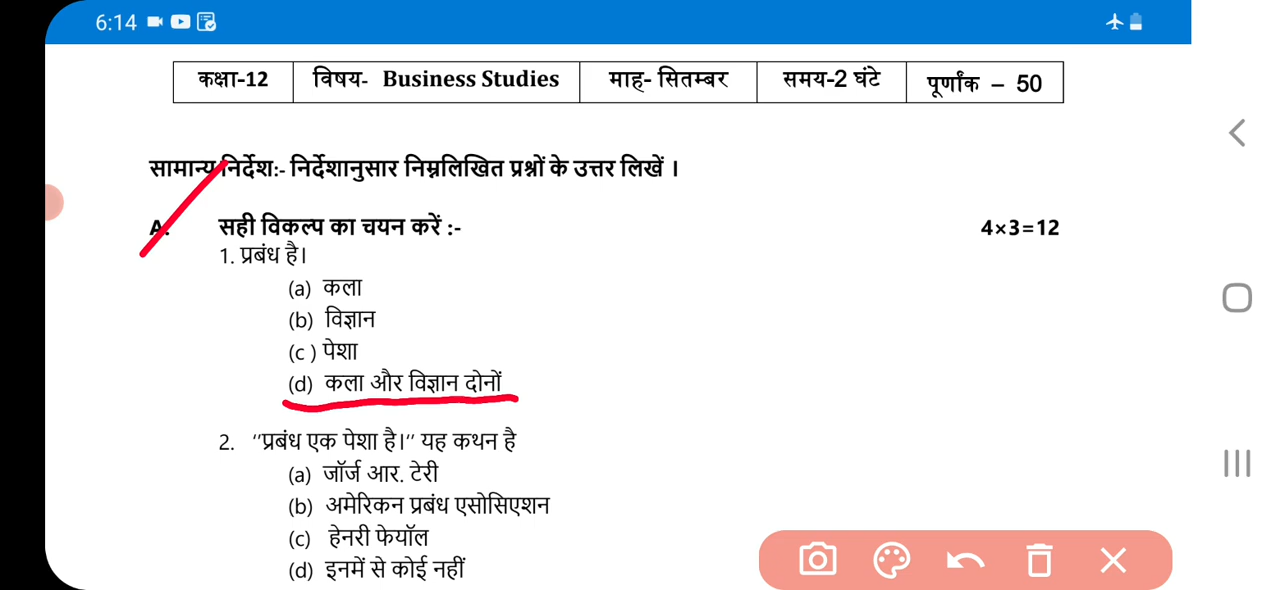 6:14
कक्षा-12 विषय- Business Studies माह- सितम्बर समय-2 घंटे पूर्णांक – 50
सामान्य निर्देश:- निर्देशानुसार निम्नलिखित प्रश्नों के उत्तर लिखें ।
A. सही विकल्प का चयन करें :- 4×3=12
1. प्रबंध है।
(a) कला
(b) विज्ञान
(c ) पेशा
(d) कला और विज्ञान दोनों
2. ‘‘प्रबंध एक पेशा है।‘‘ यह कथन है
(a) जॉर्ज आर. टेरी
(b) अमेरिकन प्रबंध एसोसिएशन
(c) हेनरी फेयॉल
(d) इनमें से कोई नहीं